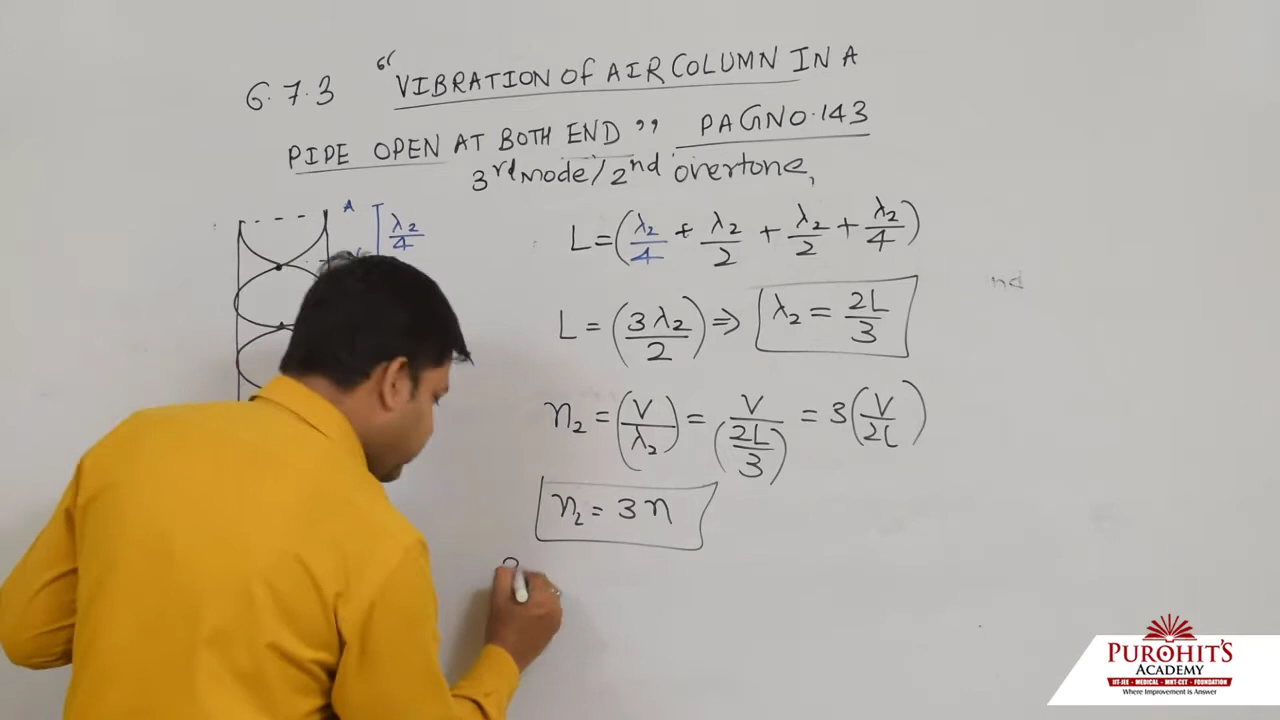 6.7.3 "VIBRATION OF AIR COLUMN IN A
PIPE OPEN AT BOTH END" PAGNO.143
3rd mode/2nd overtone,
A
λ₂/4
L=(λ₂/4 + λ₂/2 + λ₂/2 + λ₂/4)
L = (3λ₂/2) ⇒ λ₂ = 2L/3
n₂ = (V/λ₂) = V/(2L/3) = 3(V/2L)
n₂ = 3n
nd
PUROHIT'S
ACADEMY
IIT-JEE • MEDICAL • MHT-CET • FOUNDATION
Where Improvement is Answer